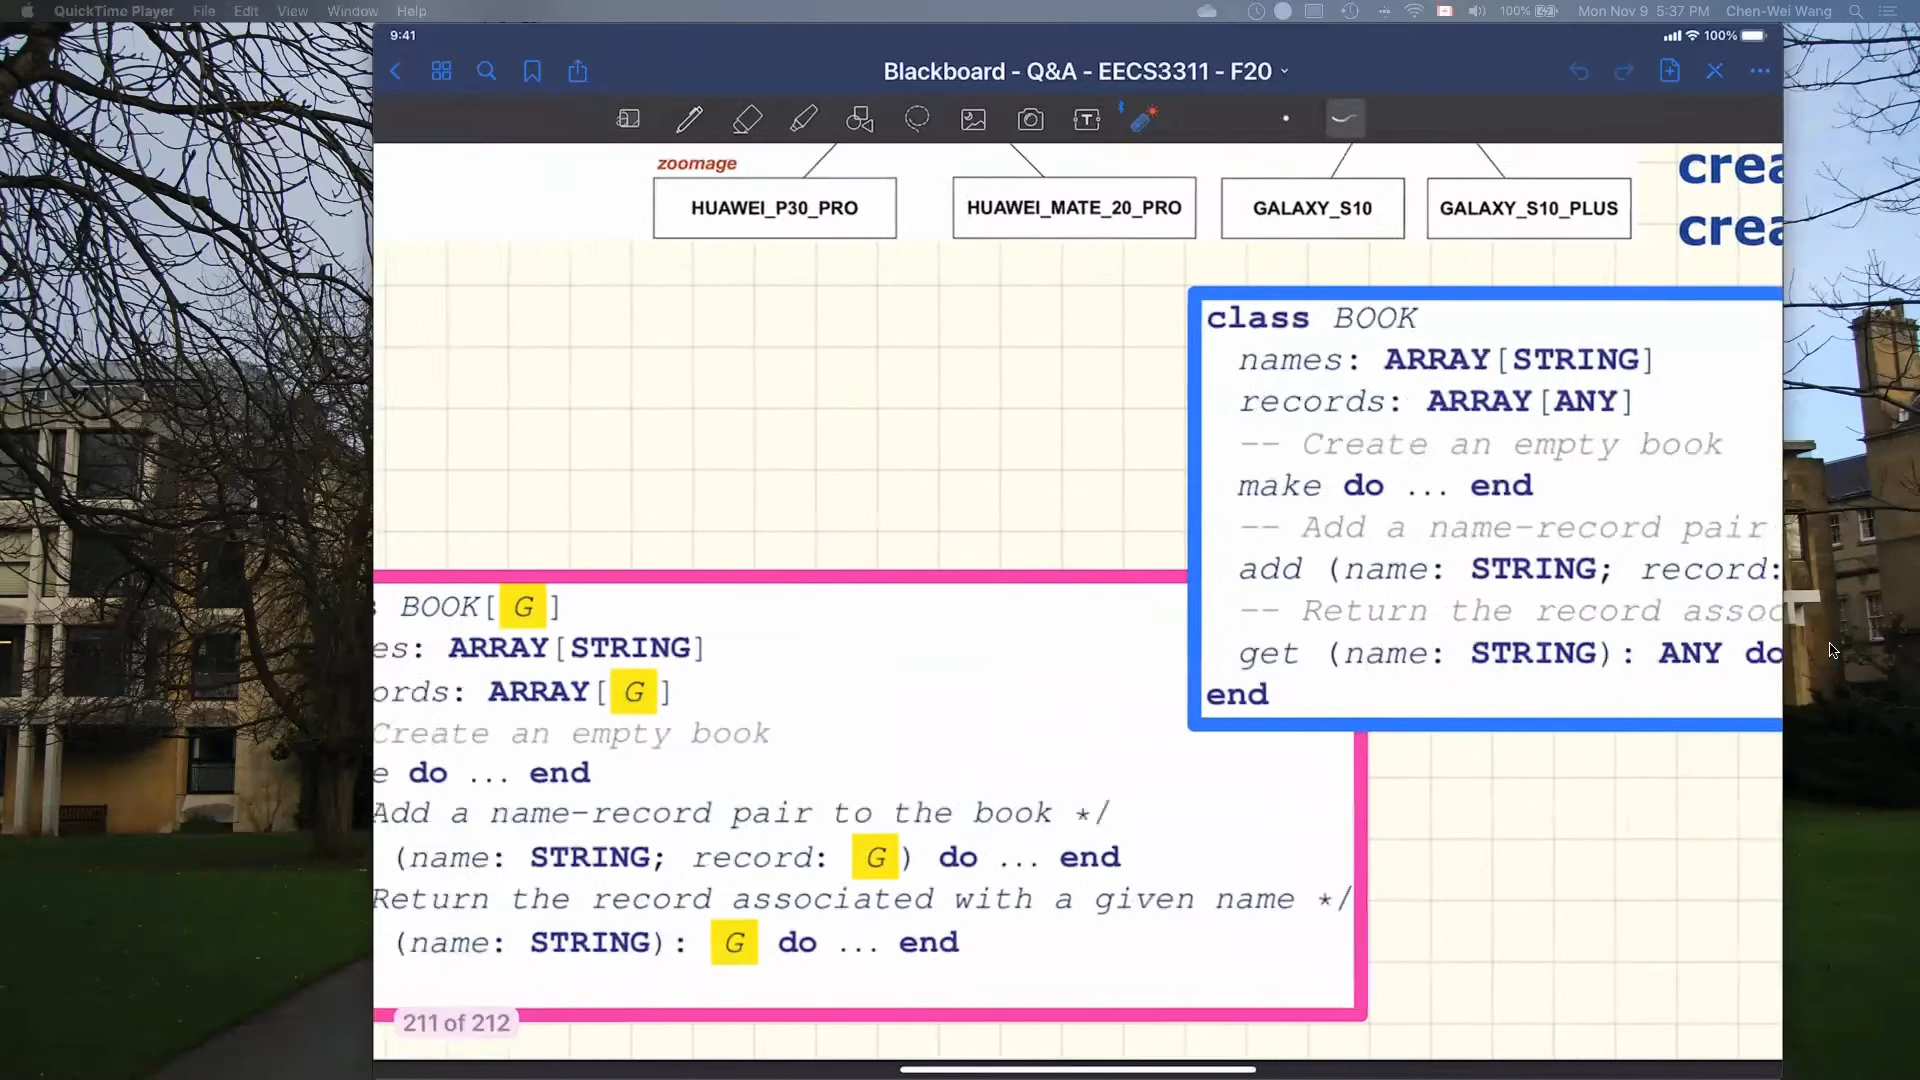 QuickTime Player File Edit View Window Help 100% Mon Nov 9 5:37 PM Chen-Wei Wang
9:41 100%
Blackboard - Q&A - EECS3311 - F20
zoomage
HUAWEI_P30_PRO HUAWEI_MATE_20_PRO GALAXY_S10 GALAXY_S10_PLUS
crea
crea
class BOOK
names: ARRAY[STRING]
records: ARRAY[ANY]
-- Create an empty book
make do ... end
-- Add a name-record pair
add (name: STRING; record:
-- Return the record assoc
get (name: STRING): ANY do
end
BOOK[G]
es: ARRAY[STRING]
ords: ARRAY[G]
Create an empty book
e do ... end
Add a name-record pair to the book */
(name: STRING; record: G) do ... end
Return the record associated with a given name */
(name: STRING): G do ... end
211 of 212